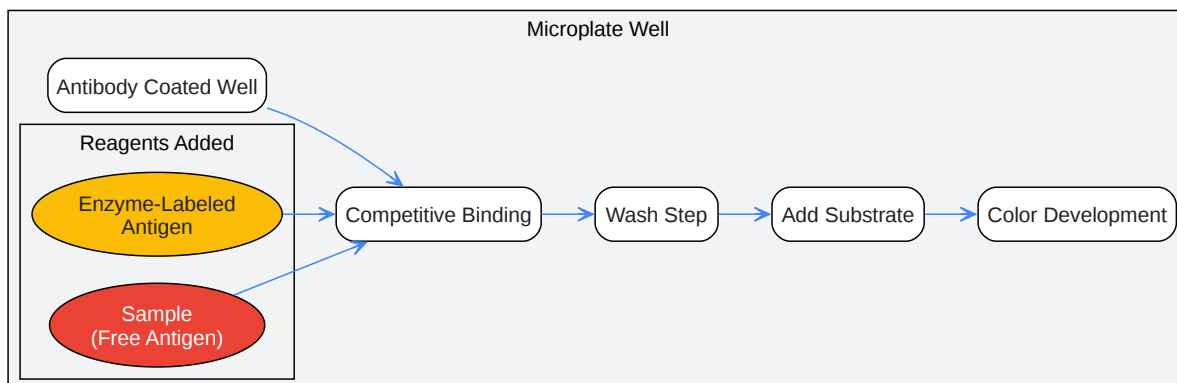 Microplate Well
Antibody Coated Well
Reagents Added
Enzyme-Labeled
Antigen
Sample
(Free Antigen)
Competitive Binding
Wash Step
Add Substrate
Color Development